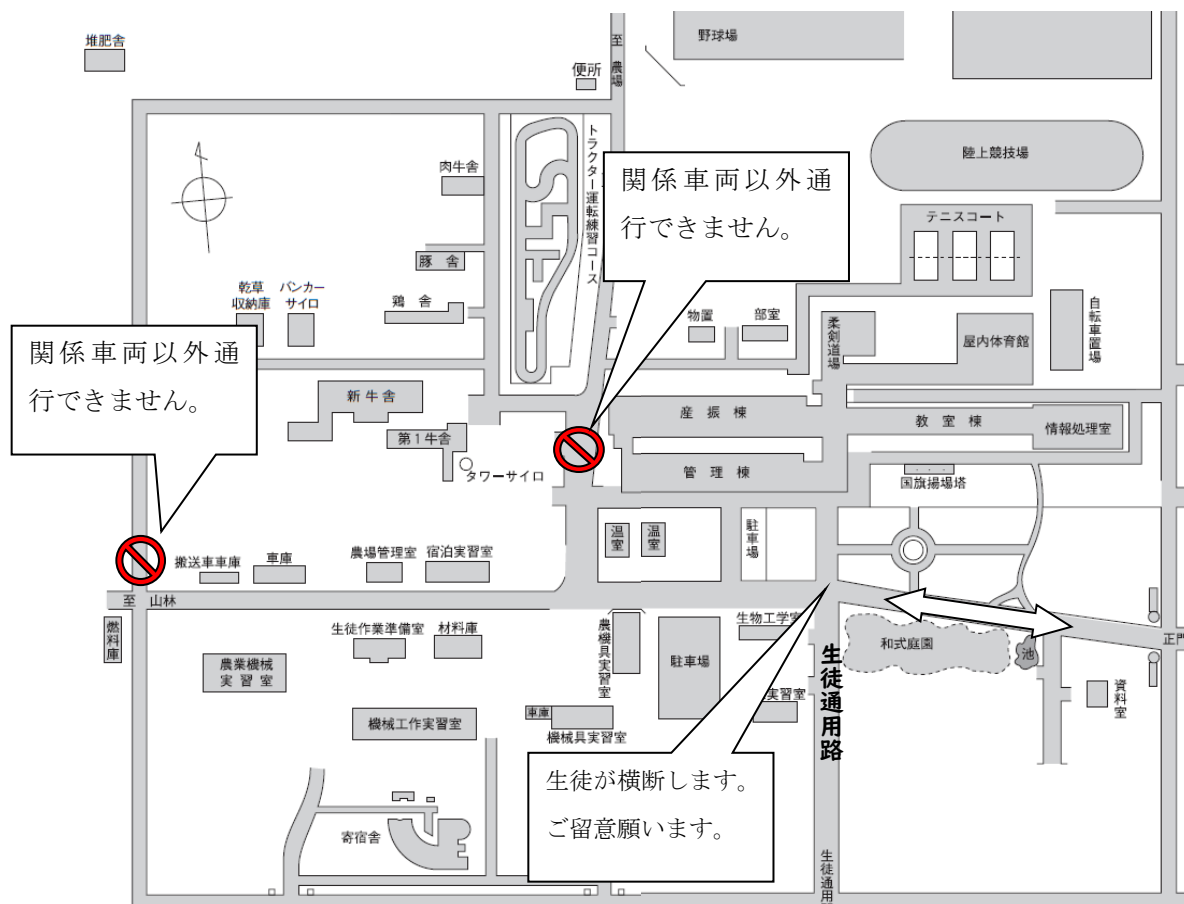 堆肥舎
至 農場
野球場
便所
トラクター運転練習コース
陸上競技場
肉牛舎
関係車両以外通
行できません。
テニスコート
豚 舎
乾草
収納庫
バンカー
サイロ
鶏 舎
物置
部室
柔剣道場
屋内体育館
自転車置場
関係車両以外通
行できません。
新 牛 舎
第1牛舎
タワーサイロ
産 振 棟
教 室 棟
情報処理室
管 理 棟
国旗揚場塔
温室
温室
駐車場
搬送車車庫
車庫
農場管理室
宿泊実習室
至 山林
燃料庫
生徒作業準備室
材料庫
農機具実習室
生物工学室
和式庭園
池
正門
農業機械
実 習 室
駐車場
生徒通用路
資料室
実習室
機械工作実習室
車庫
機械具実習室
生徒が横断します。
ご留意願います。
寄宿舎
生徒通用